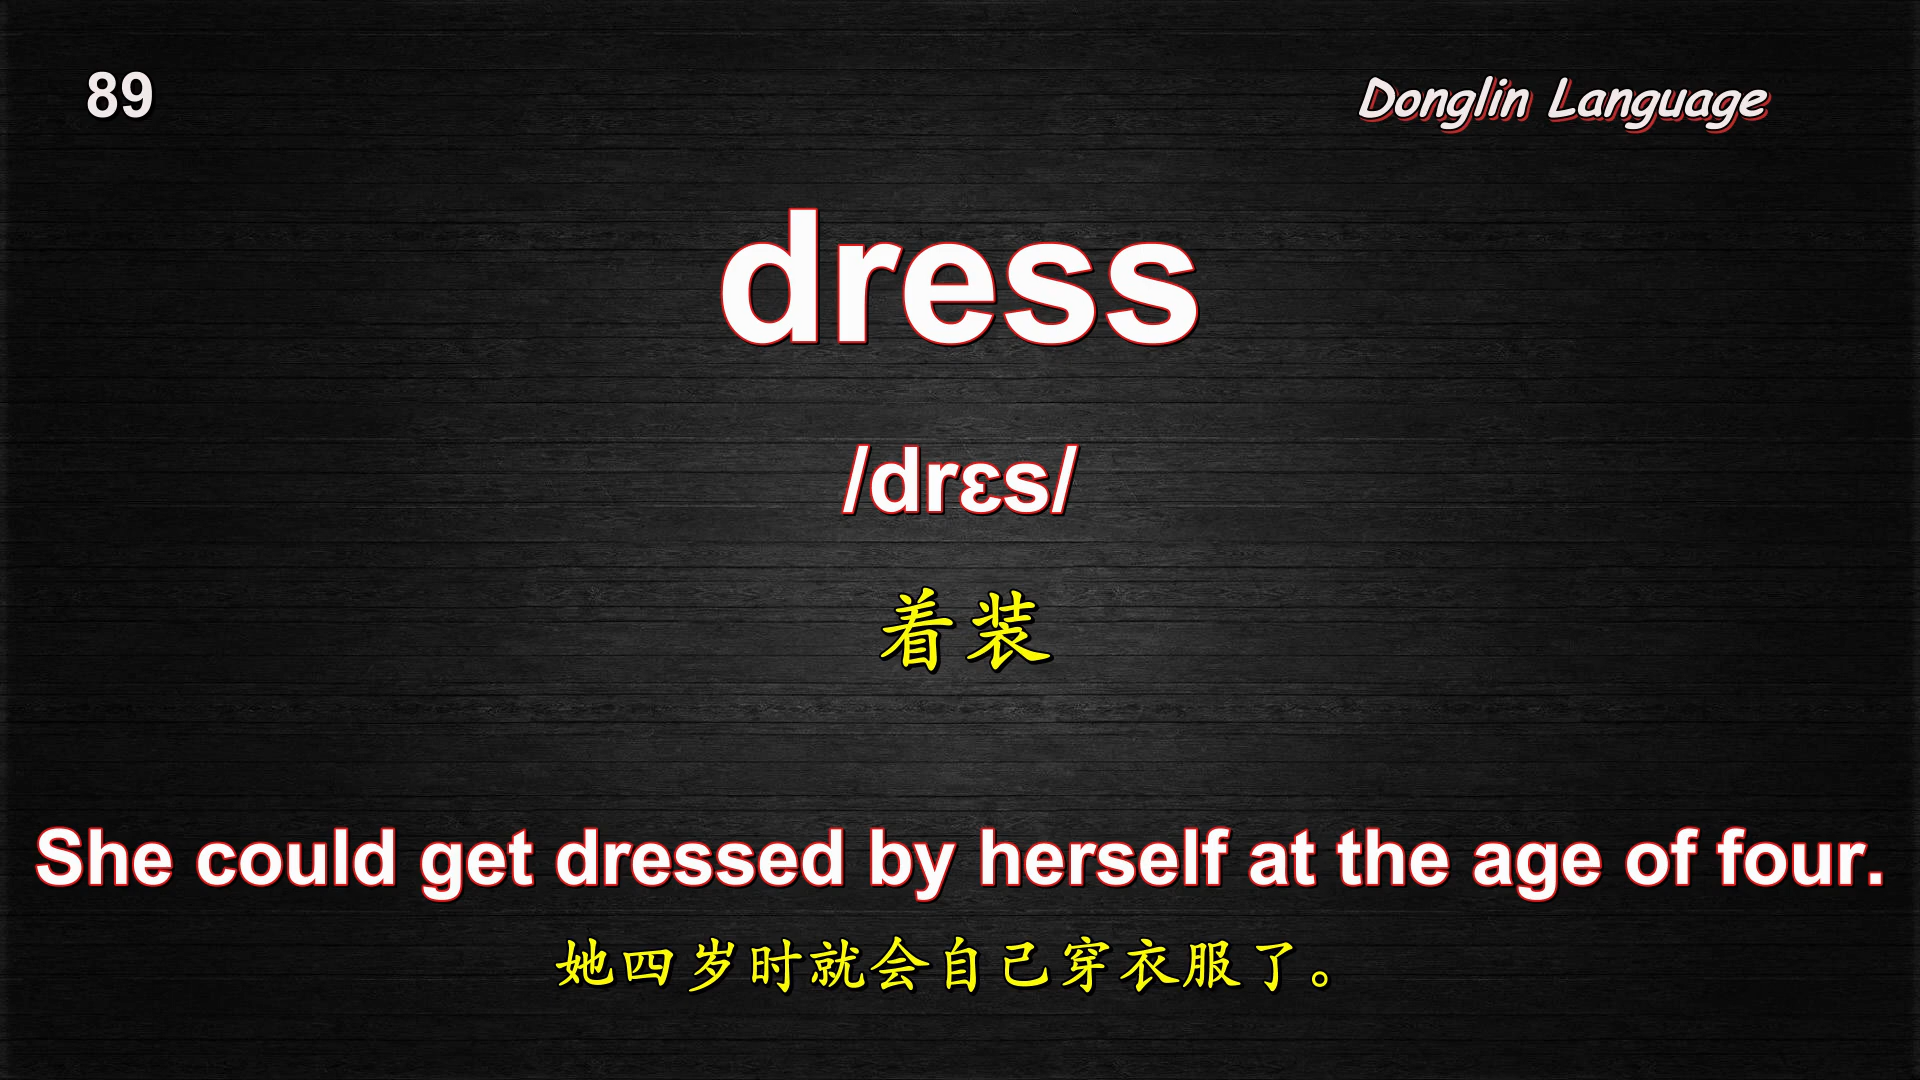 89
Donglin Language
dress
/drɛs/
着装
She could get dressed by herself at the age of four.
她四岁时就会自己穿衣服了。